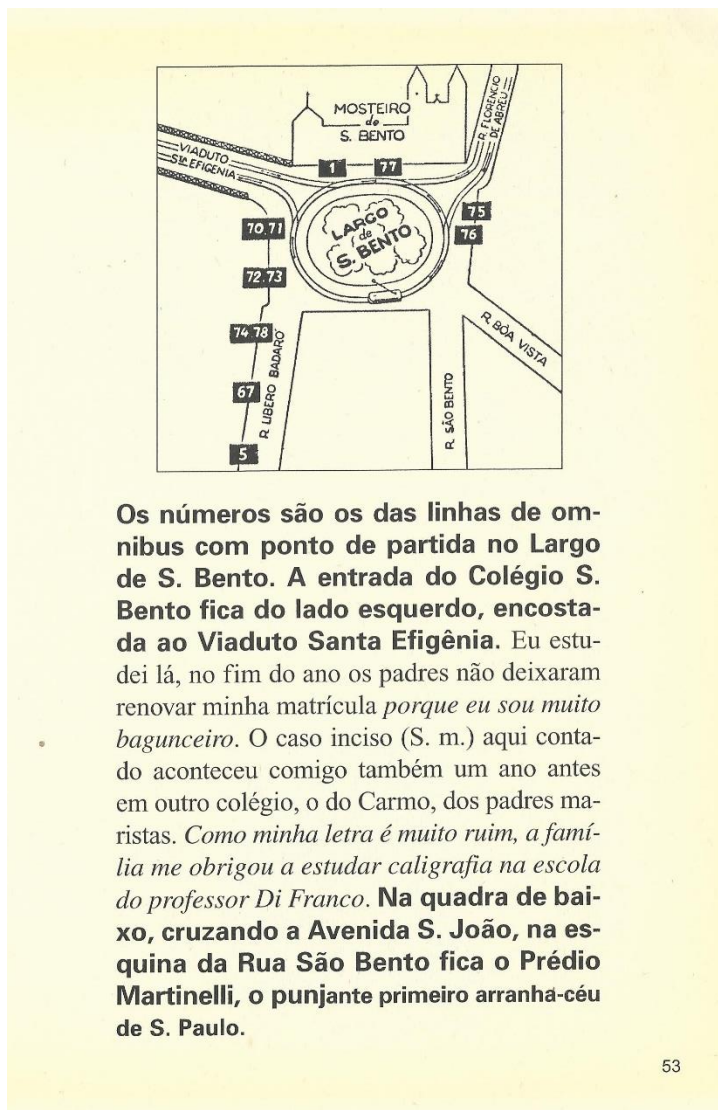 MOSTEIRO
do
S. BENTO
R. FLORENCIO
DE ABREU
VIADUTO
STA EFIGENIA
1
77
75
76
70.71
LARGO
de
S. BENTO
72.73
74 78
R. BÔA VISTA
67
R. LIBERO BADARÓ
R. SÃO BENTO
5
Os números são os das linhas de om-
nibus com ponto de partida no Largo
de S. Bento. A entrada do Colégio S.
Bento fica do lado esquerdo, encosta-
da ao Viaduto Santa Efigênia. Eu estu-
dei lá, no fim do ano os padres não deixaram
renovar minha matrícula porque eu sou muito
bagunceiro. O caso inciso (S. m.) aqui conta-
do aconteceu comigo também um ano antes
em outro colégio, o do Carmo, dos padres ma-
ristas. Como minha letra é muito ruim, a famí-
lia me obrigou a estudar caligrafia na escola
do professor Di Franco. Na quadra de bai-
xo, cruzando a Avenida S. João, na es-
quina da Rua São Bento fica o Prédio
Martinelli, o punjante primeiro arranha-céu
de S. Paulo.
53